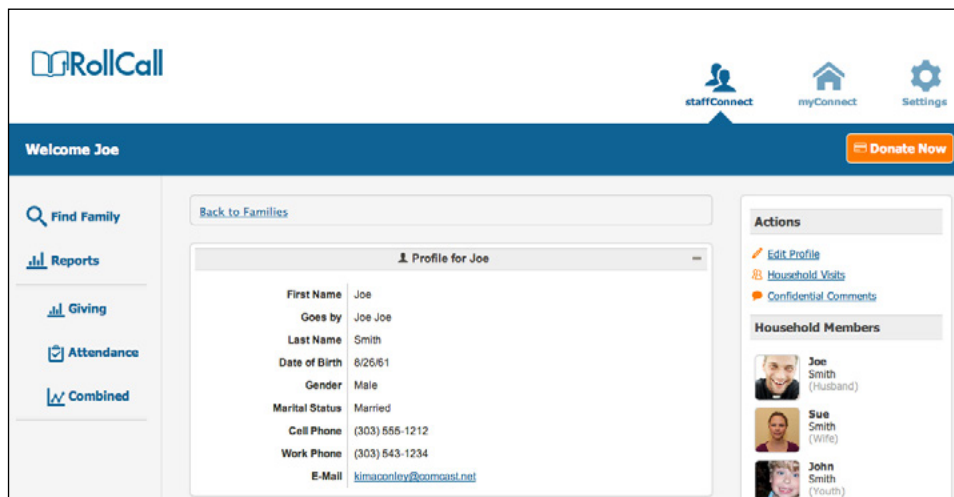 RollCall
staffConnect
myConnect
Settings
Welcome Joe
Donate Now
Find Family
Reports
Giving
Attendance
Combined
Back to Families
Profile for Joe
First Name Joe
Goes by Joe Joe
Last Name Smith
Date of Birth 8/26/61
Gender Male
Marital Status Married
Cell Phone (303) 555-1212
Work Phone (303) 543-1234
E-Mail kimaconley@comcast.net
Actions
Edit Profile
Household Visits
Confidential Comments
Household Members
Joe
Smith
(Husband)
Sue
Smith
(Wife)
John
Smith
(Youth)